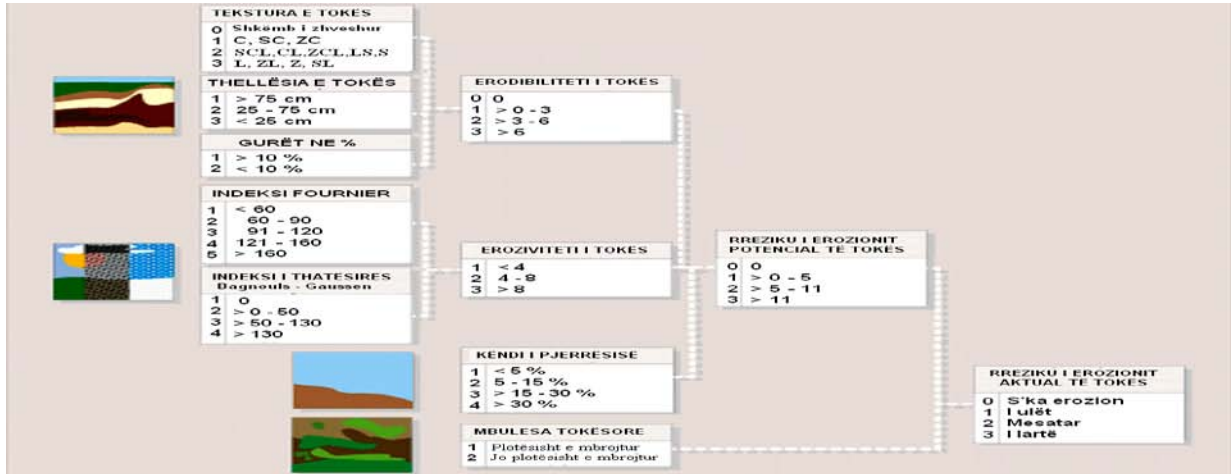 TEKSTURA E TOKËS
0 Shkëmb i zhveshur
1 C, SC, ZC
2 SCL,CL,ZCL,LS,S
3 L, ZL, Z, SL
THELLËSIA E TOKËS
1 > 75 cm
2 25 - 75 cm
3 < 25 cm
GURËT NE %
1 > 10 %
2 < 10 %
ERODIBILITETI I TOKËS
0 0
1 > 0 - 3
2 > 3 - 6
3 > 6
INDEKSI FOURNIER
1 < 60
2 60 - 90
3 91 - 120
4 121 - 160
5 > 160
INDEKSI I THATËSIRES
Bagnouls - Gaussen
1 0
2 > 0 - 50
3 > 50 - 130
4 > 130
EROZIVITETI I TOKËS
1 < 4
2 4 - 8
3 > 8
KËNDI I PJERRËSISË
1 < 5 %
2 5 - 15 %
3 > 15 - 30 %
4 > 30 %
MBULESA TOKËSORE
1 Plotësisht e mbrojtur
2 Jo plotësisht e mbrojtur
RREZIKU I EROZIONIT
POTENCIAL TË TOKËS
0 0
1 > 0 - 5
2 > 5 - 11
3 > 11
RREZIKU I EROZIONIT
AKTUAL TË TOKËS
0 S'ka erozion
1 I ulët
2 Mesatar
3 I lartë